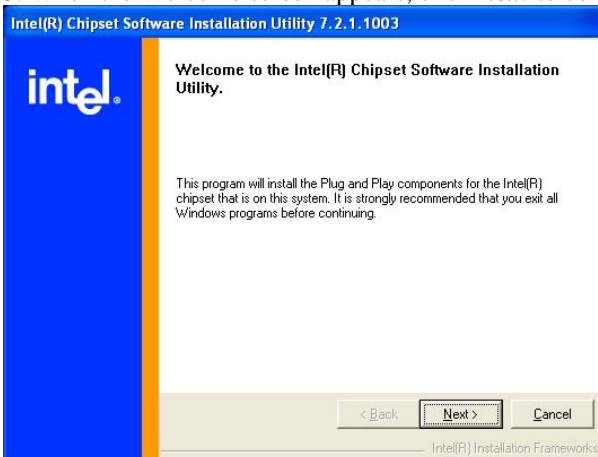 Intel(R) Chipset Software Installation Utility 7.2.1.1003
intel.
Welcome to the Intel(R) Chipset Software Installation
Utility.
This program will install the Plug and Play components for the Intel(R)
chipset that is on this system. It is strongly recommended that you exit all
Windows programs before continuing.
< Back
Next >
Cancel
Intel(R) Installation Frameworks